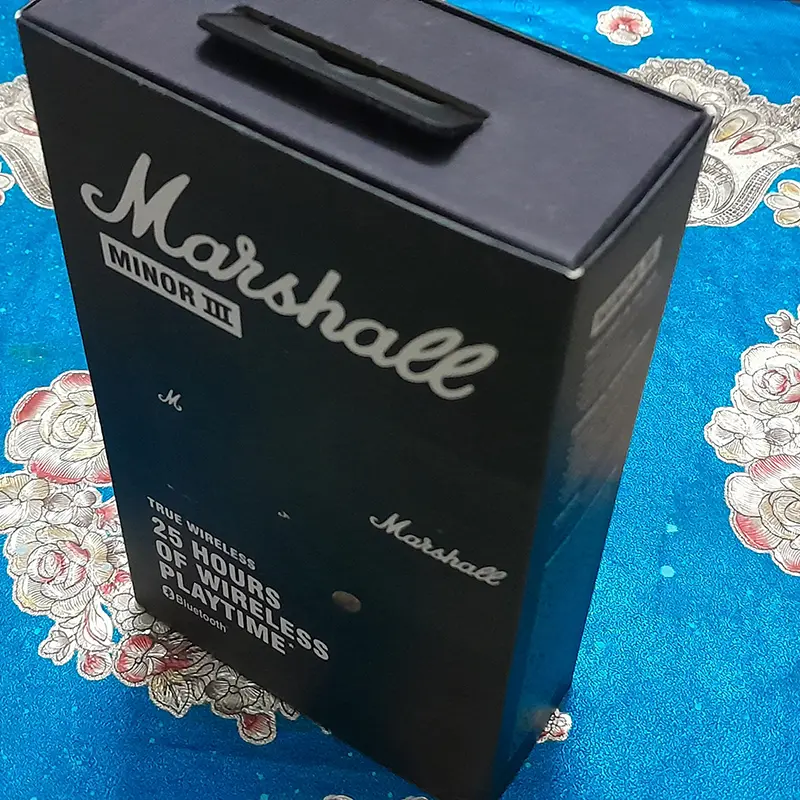 Marshall
MINOR III
M
Marshall
TRUE WIRELESS
25 HOURS
OF WIRELESS
PLAYTIME*
Bluetooth